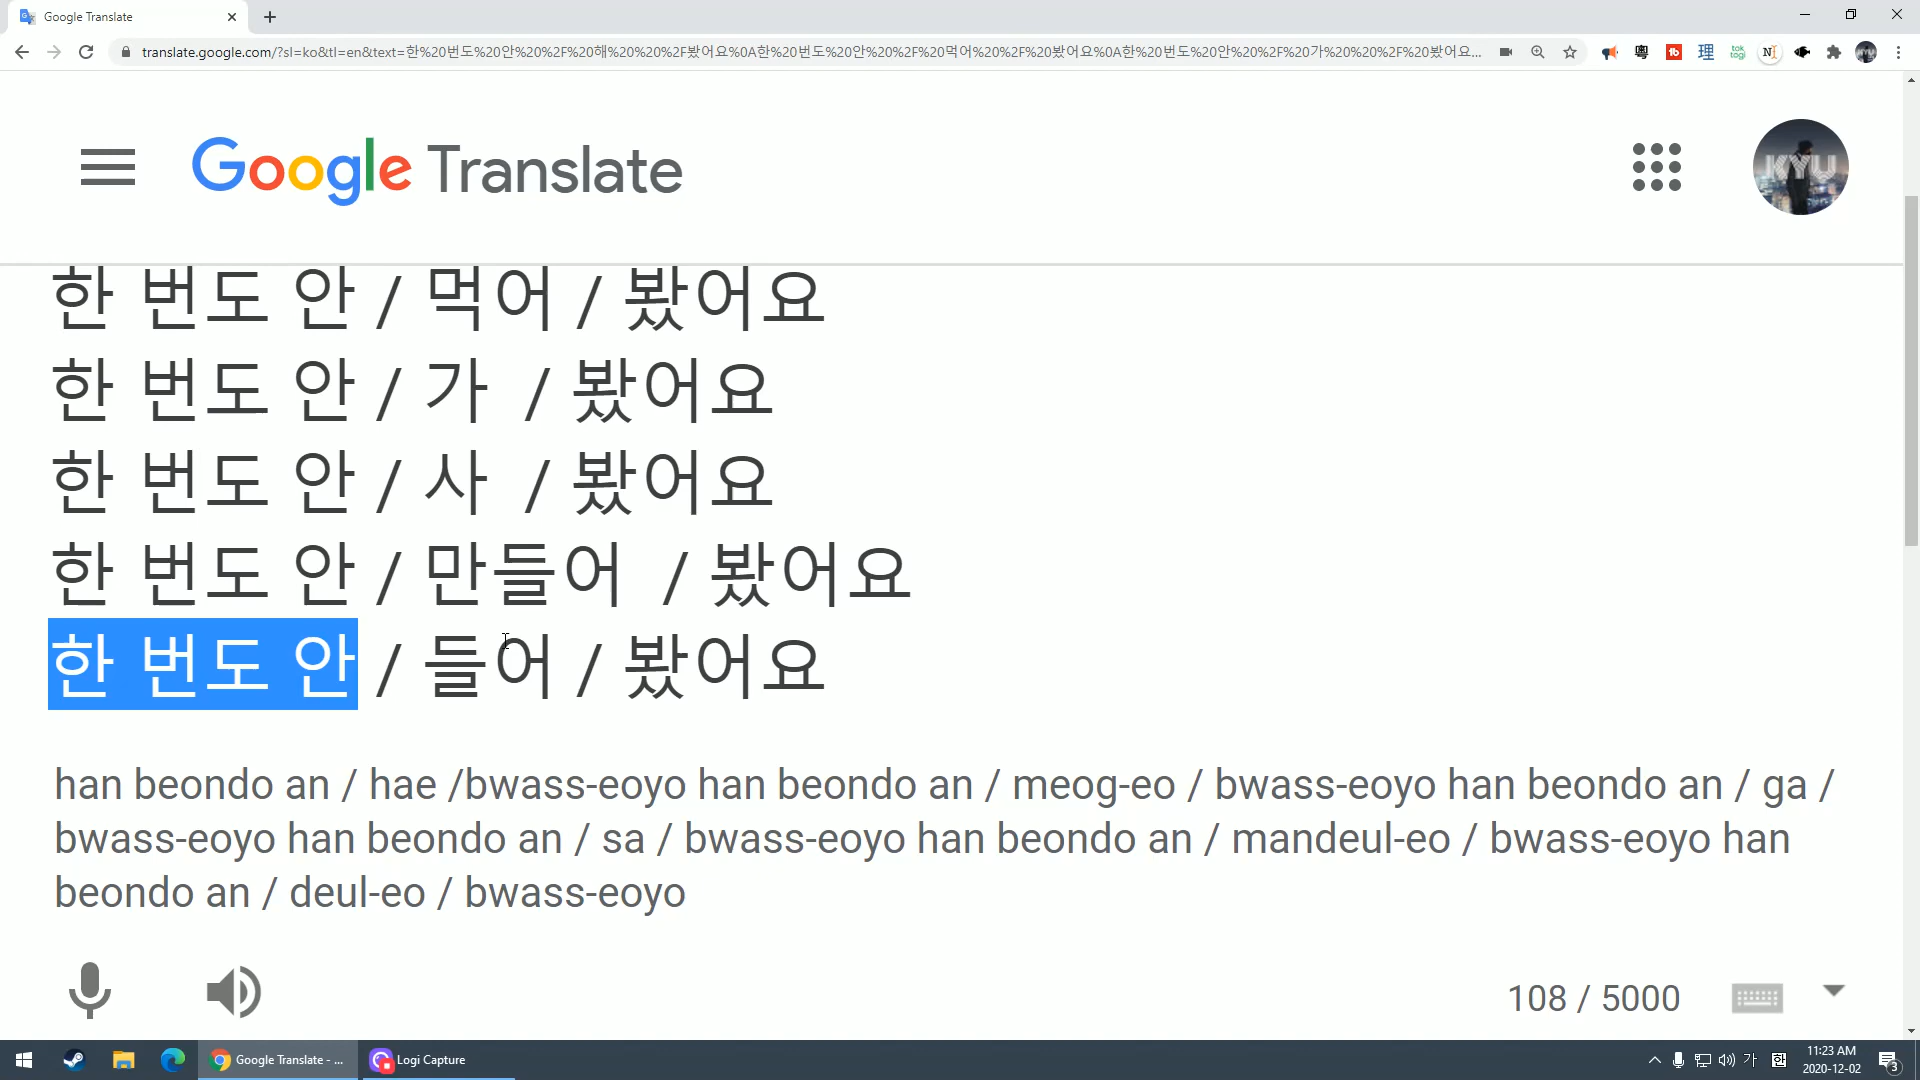 Google Translate
translate.google.com/?sl=ko&tl=en&text=한%20번도%20안%20%2F%20해%20%20%2F봤어요%0A한%20번도%20안%20%2F%20먹어%20%2F%20봤어요%0A한%20번도%20안%20%2F%20가%20%20%2F%20봤어요...
Google Translate
KYU
한 번도 안 / 먹어 / 봤어요
한 번도 안 / 가 / 봤어요
한 번도 안 / 사 / 봤어요
한 번도 안 / 만들어 / 봤어요
한 번도 안 / 들어 / 봤어요
han beondo an / hae /bwass-eoyo han beondo an / meog-eo / bwass-eoyo han beondo an / ga /
bwass-eoyo han beondo an / sa / bwass-eoyo han beondo an / mandeul-eo / bwass-eoyo han
beondo an / deul-eo / bwass-eoyo
108 / 5000
Google Translate - ...
Logi Capture
가
11:23 AM
2020-12-02
3